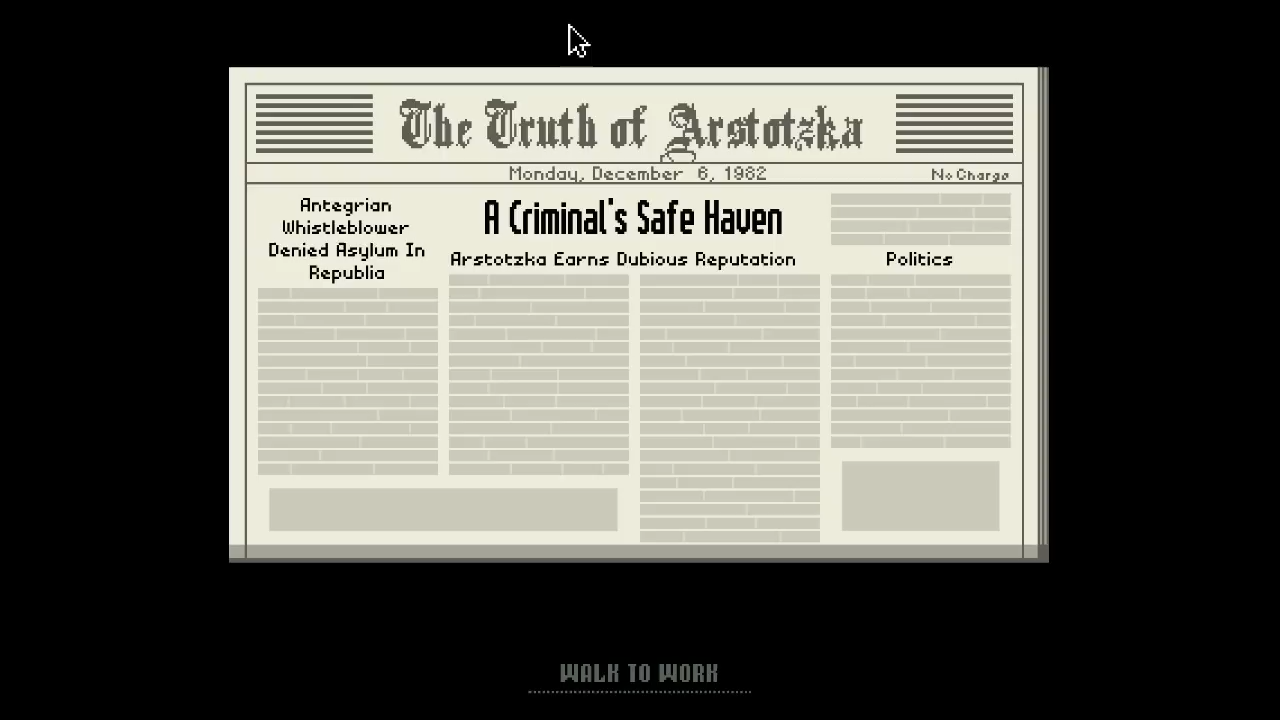 The Truth of Arstotzka
Monday, December 6, 1982
No Charge
Antegrian
Whistleblower
Denied Asylum In
Republia
A Criminal's Safe Haven
Arstotzka Earns Dubious Reputation
Politics
WALK TO WORK